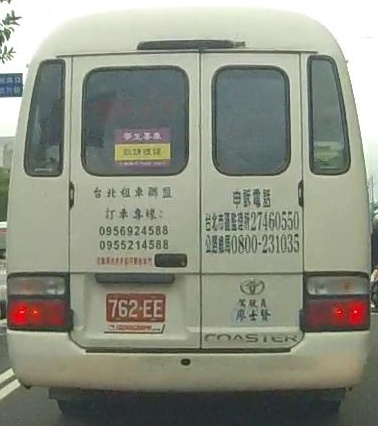 學生專車
台北租車聯盟
訂車專線：
0956924588
0955214588
申訴電話
台北市區監理所27460550
公路總局0800-231035
762-EE
駕駛員
廖士賢
COASTER